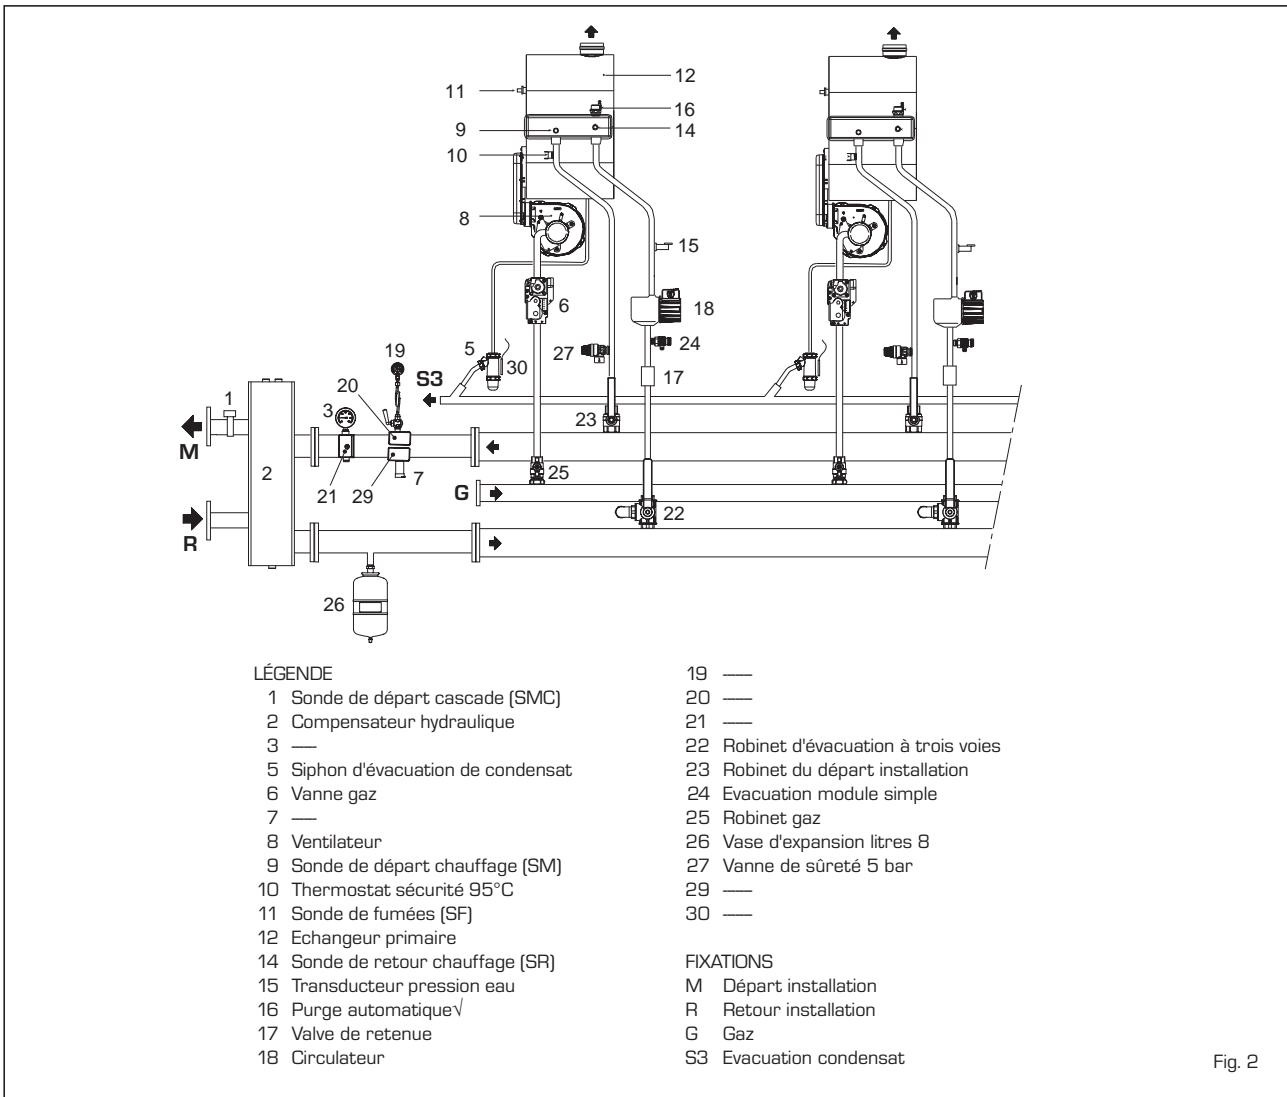 12
11
16
9
14
10
8
15
6
18
5
30
27
24
17
19
20
S3
1
3
23
M
2
21
29
7
25
G
22
R
26
LÉGENDE
1 Sonde de départ cascade (SMC)
2 Compensateur hydraulique
3 ----
5 Siphon d'évacuation de condensat
6 Vanne gaz
7 ----
8 Ventilateur
9 Sonde de départ chauffage (SM)
10 Thermostat sécurité 95°C
11 Sonde de fumées (SF)
12 Echangeur primaire
14 Sonde de retour chauffage (SR)
15 Transducteur pression eau
16 Purge automatique√
17 Valve de retenue
18 Circulateur
19 ----
20 ----
21 ----
22 Robinet d'évacuation à trois voies
23 Robinet du départ installation
24 Evacuation module simple
25 Robinet gaz
26 Vase d'expansion litres 8
27 Vanne de sûreté 5 bar
29 ----
30 ----
FIXATIONS
M Départ installation
R Retour installation
G Gaz
S3 Evacuation condensat
Fig. 2